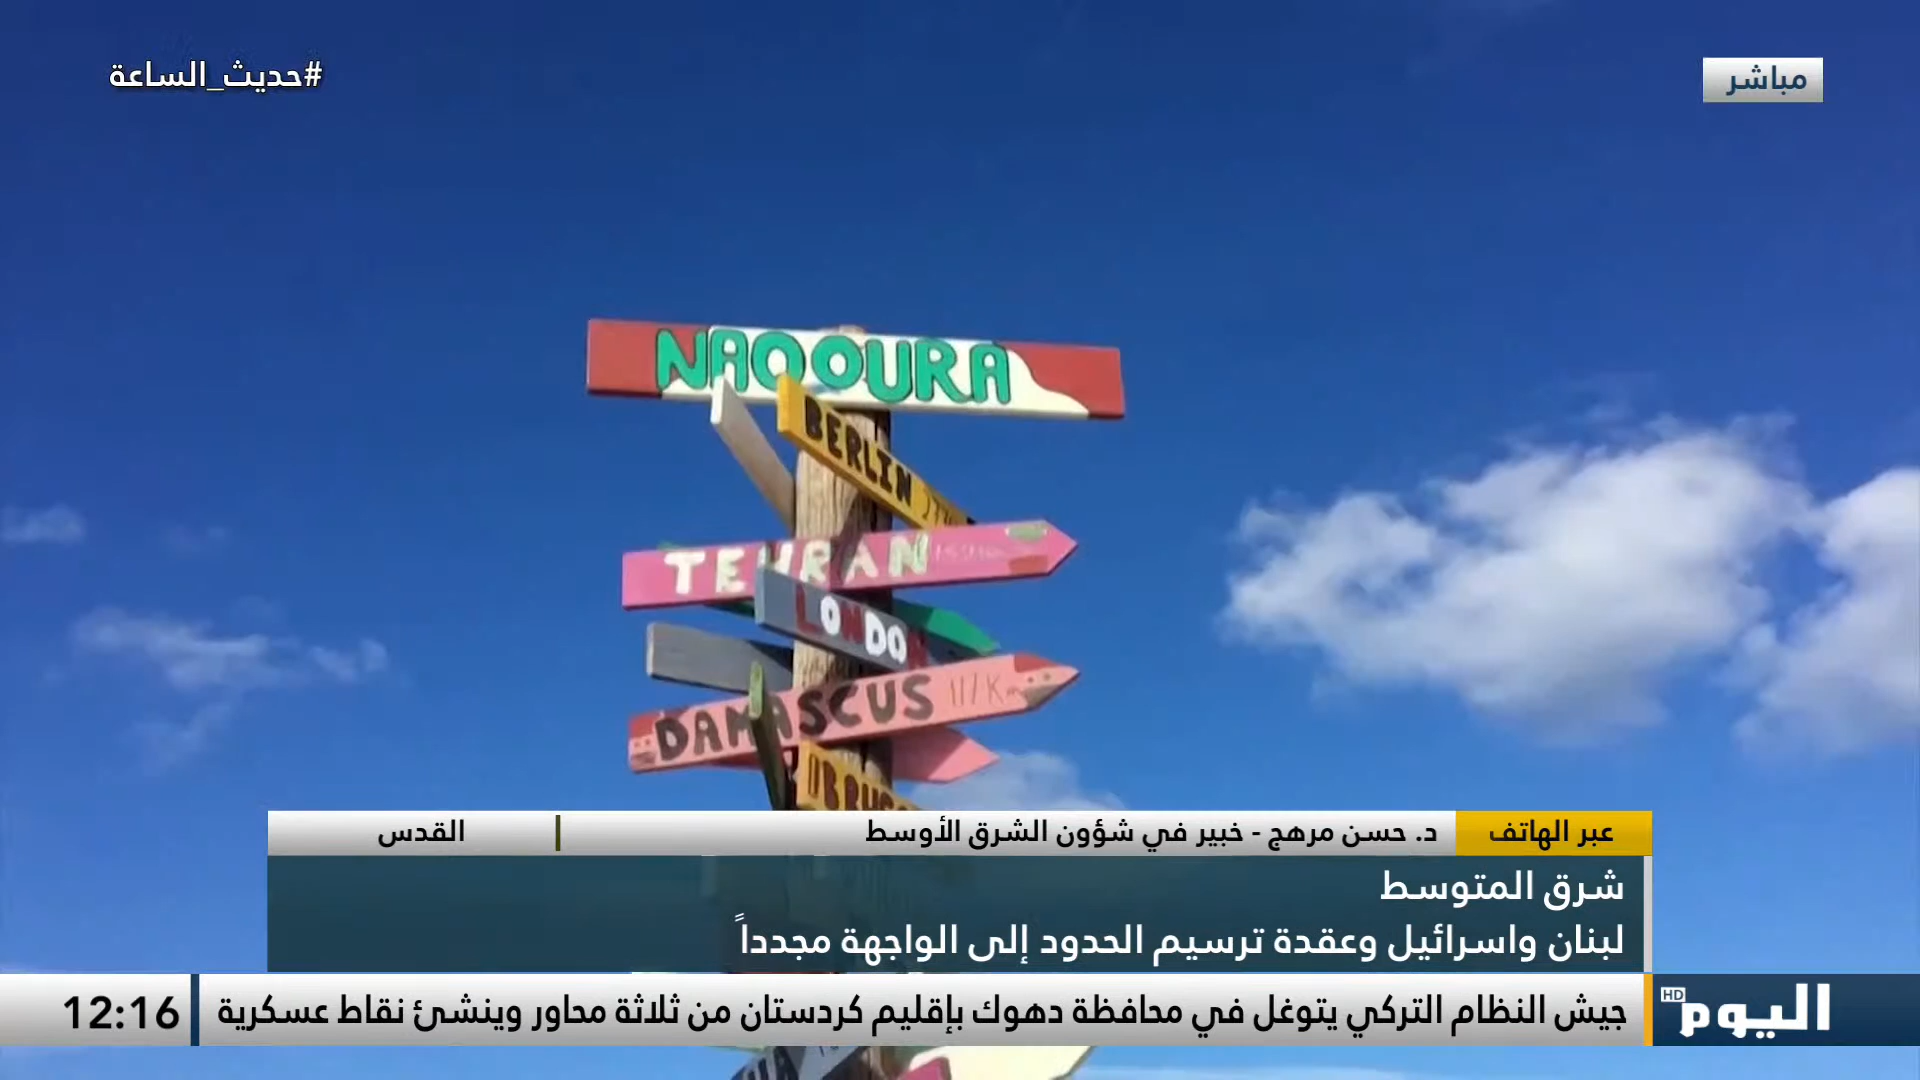 #حديث_الساعة
مباشر
NAQOURA
BERLIN
TEHRAN
LONDON
DAMASCUS 117K
عبر الهاتف
د. حسن مرهج - خبير في شؤون الشرق الأوسط
القدس
شرق المتوسط
لبنان واسرائيل وعقدة ترسيم الحدود إلى الواجهة مجدداً
جيش النظام التركي يتوغل في محافظة دهوك بإقليم كردستان من ثلاثة محاور وينشئ نقاط عسكرية
12:16
اليوم HD